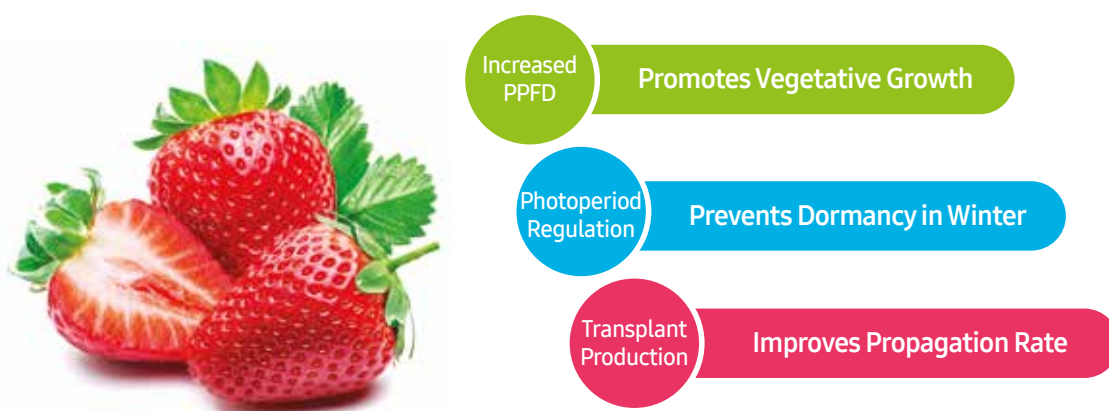 Increased
PPFD
Promotes Vegetative Growth
Photoperiod
Regulation
Prevents Dormancy in Winter
Transplant
Production
Improves Propagation Rate